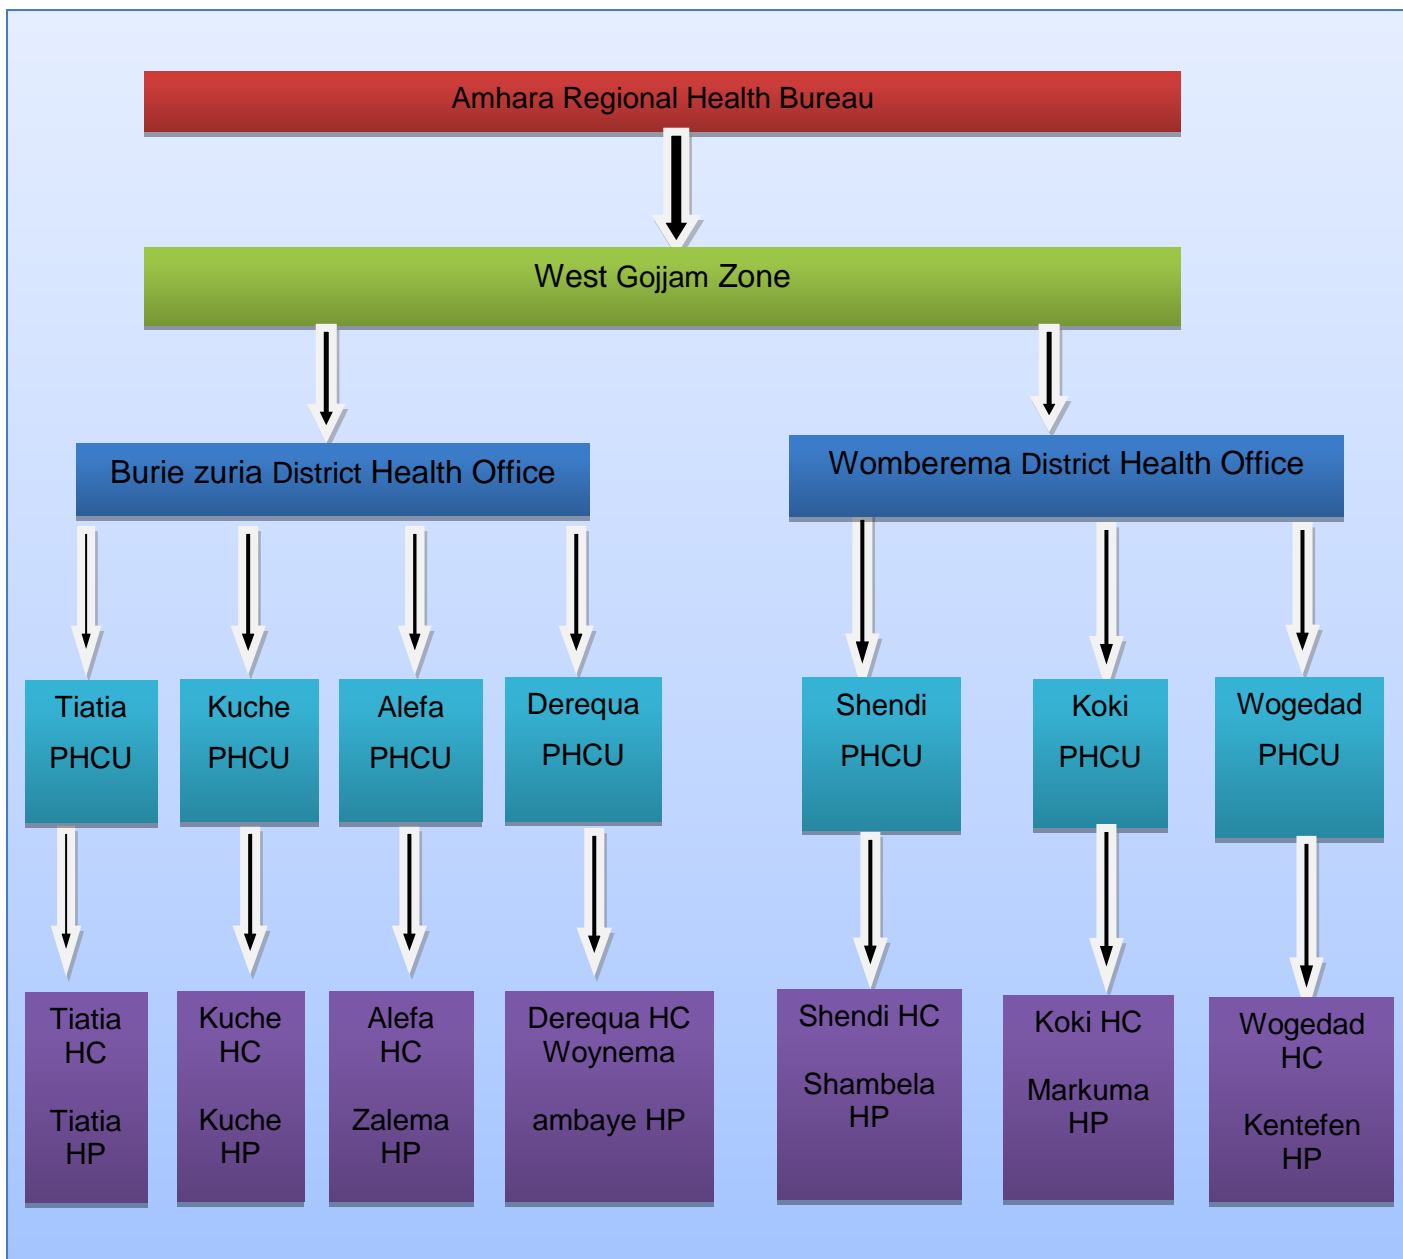 Amhara Regional Health Bureau
West Gojjam Zone
Burie zuria District Health Office
Womberema District Health Office
Tiatia
PHCU
Kuche
PHCU
Alefa
PHCU
Derequa
PHCU
Shendi
PHCU
Koki
PHCU
Wogedad
PHCU
Tiatia
HC
Tiatia
HP
Kuche
HC
Kuche
HP
Alefa
HC
Zalema
HP
Derequa HC
Woynema
ambaye HP
Shendi HC
Shambela
HP
Koki HC
Markuma
HP
Wogedad
HC
Kentefen
HP